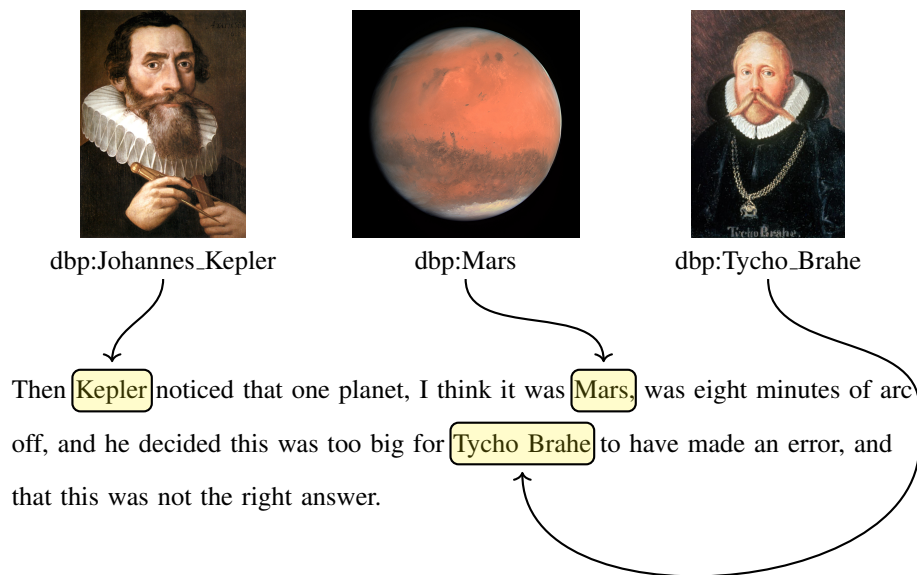 Tycho Brahe.
dbp:Johannes_Kepler
dbp:Mars
dbp:Tycho_Brahe
Then Kepler noticed that one planet, I think it was Mars, was eight minutes of arc
off, and he decided this was too big for Tycho Brahe to have made an error, and
that this was not the right answer.